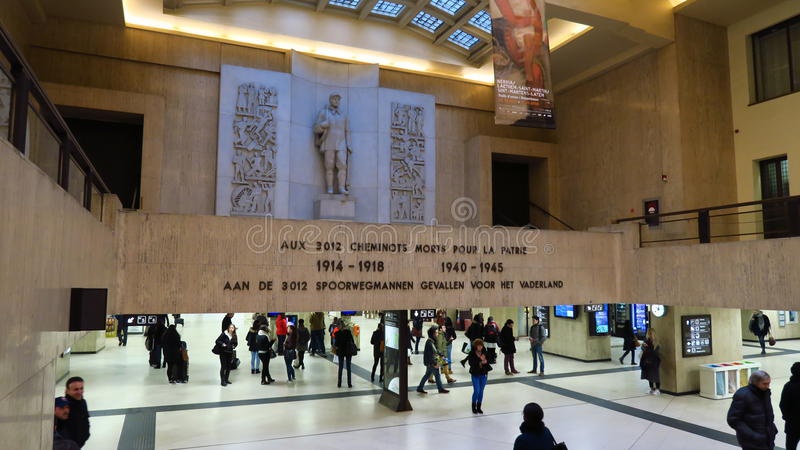 AUX 3012 CHEMINOTS MORTS POUR LA PATRIE
1914 - 1918 1940 - 1945
AAN DE 3012 SPOORWEGMANNEN GEVALLEN VOOR HET VADERLAND
dreamstime